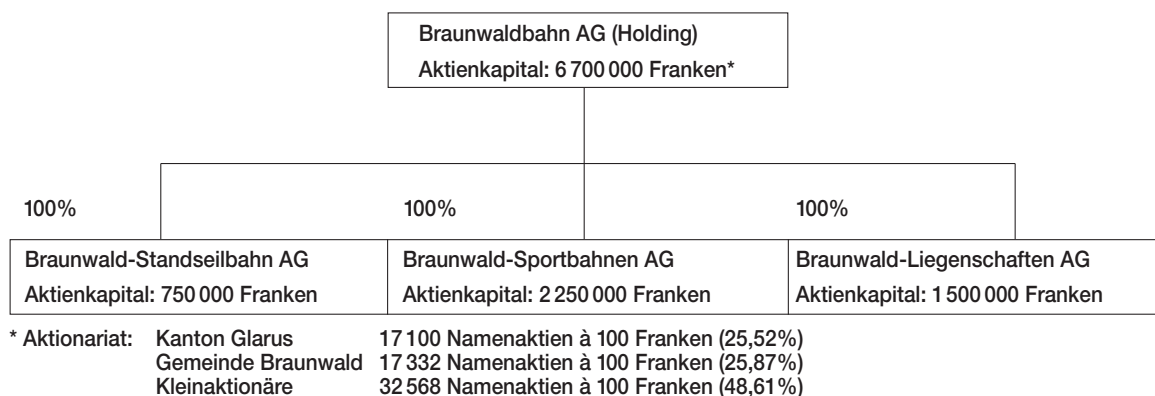 Braunwaldbahn AG (Holding)
Aktienkapital: 6 700 000 Franken*
100%
100%
100%
Braunwald-Standseilbahn AG
Aktienkapital: 750 000 Franken
Braunwald-Sportbahnen AG
Aktienkapital: 2 250 000 Franken
Braunwald-Liegenschaften AG
Aktienkapital: 1 500 000 Franken
* Aktionariat: Kanton Glarus 17 100 Namenaktien à 100 Franken (25,52%)
Gemeinde Braunwald 17 332 Namenaktien à 100 Franken (25,87%)
Kleinaktionäre 32 568 Namenaktien à 100 Franken (48,61%)